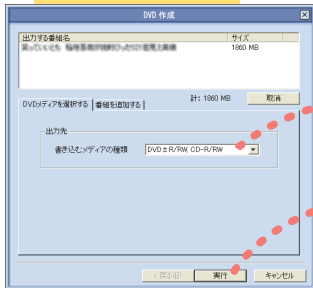 DVD 作成
出力する番組名 サイズ
1860 MB
計: 1860 MB 取消
DVDメディアを選択する 番組を追加する
出力先
書き込むメディアの種類 DVD±R/RW, CD-R/RW
< 戻る(B) 実行 キャンセル